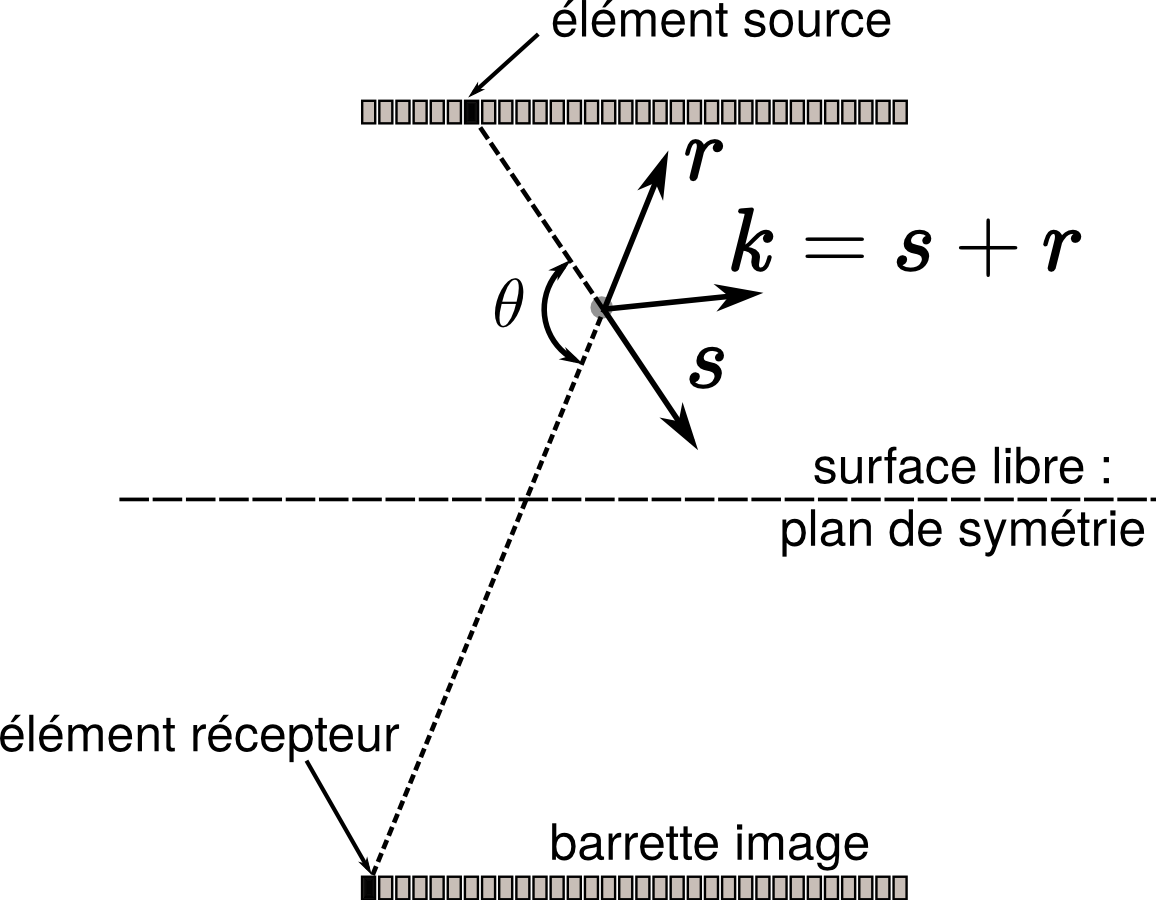 élément source
r
k = s + r
θ
s
surface libre :
plan de symétrie
élément récepteur
barrette image